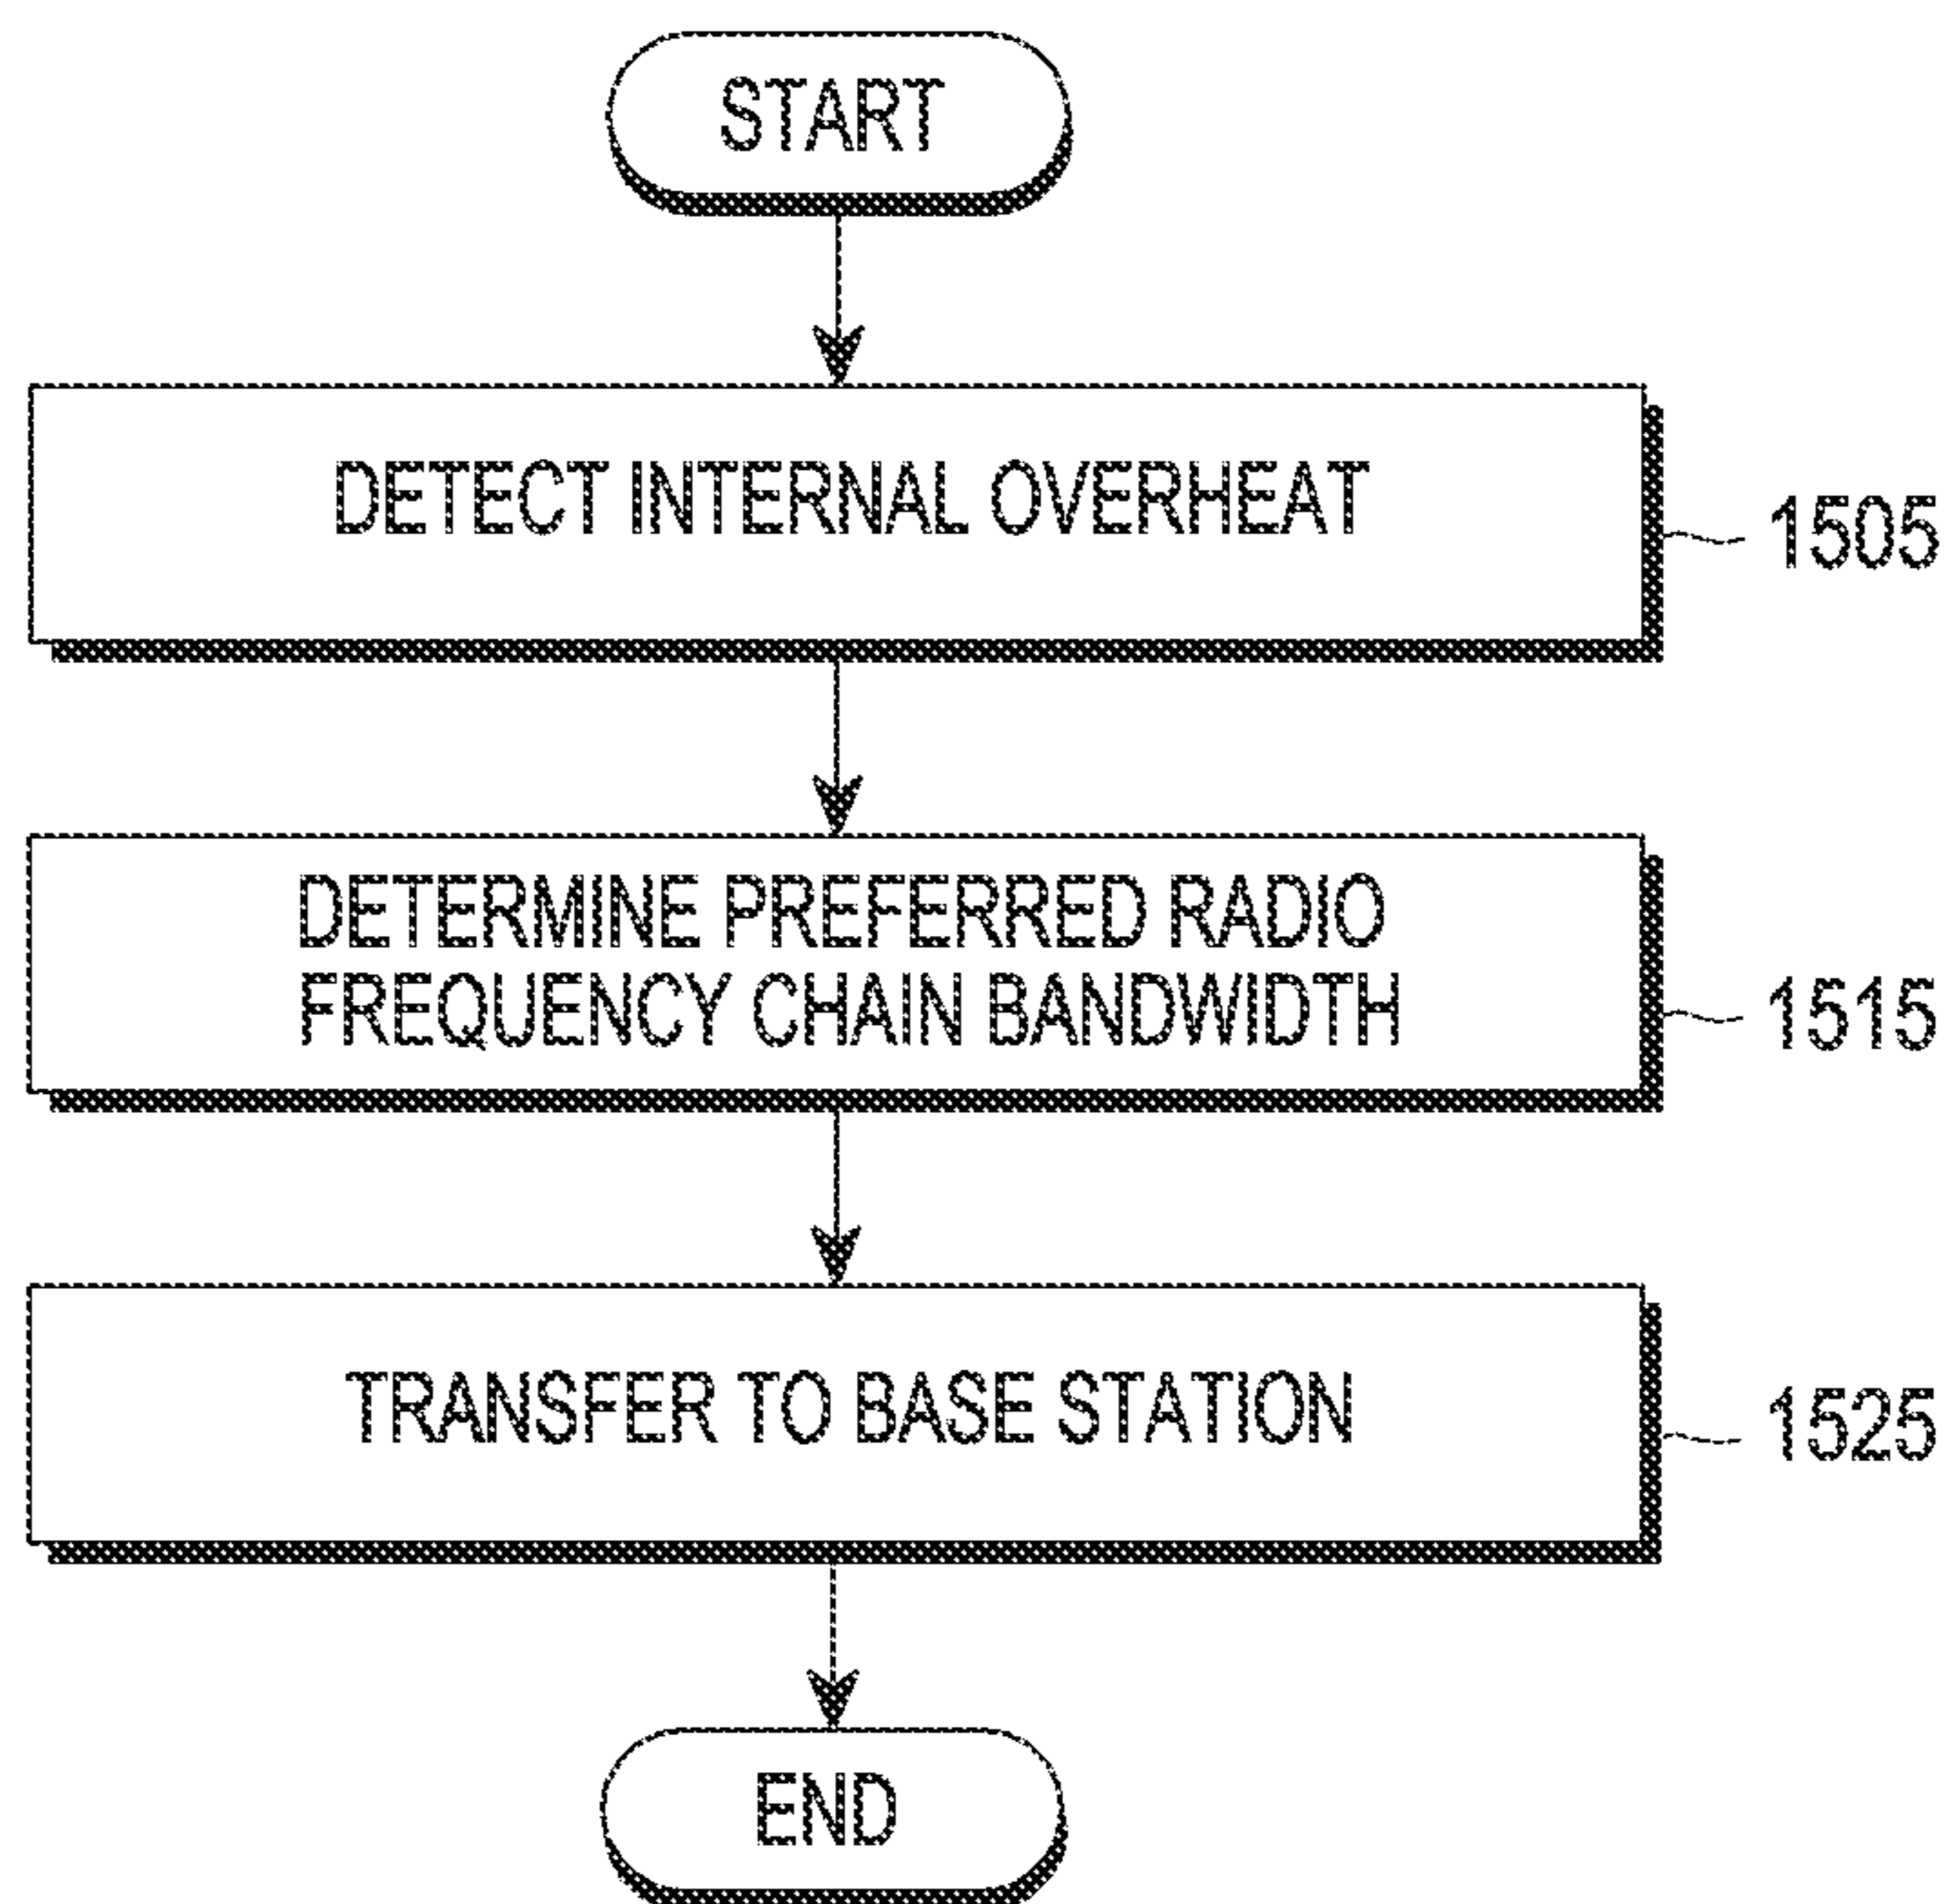 START
DETECT INTERNAL OVERHEAT
1505
DETERMINE PREFERRED RADIO
FREQUENCY CHAIN BANDWIDTH
1515
TRANSFER TO BASE STATION
1525
END